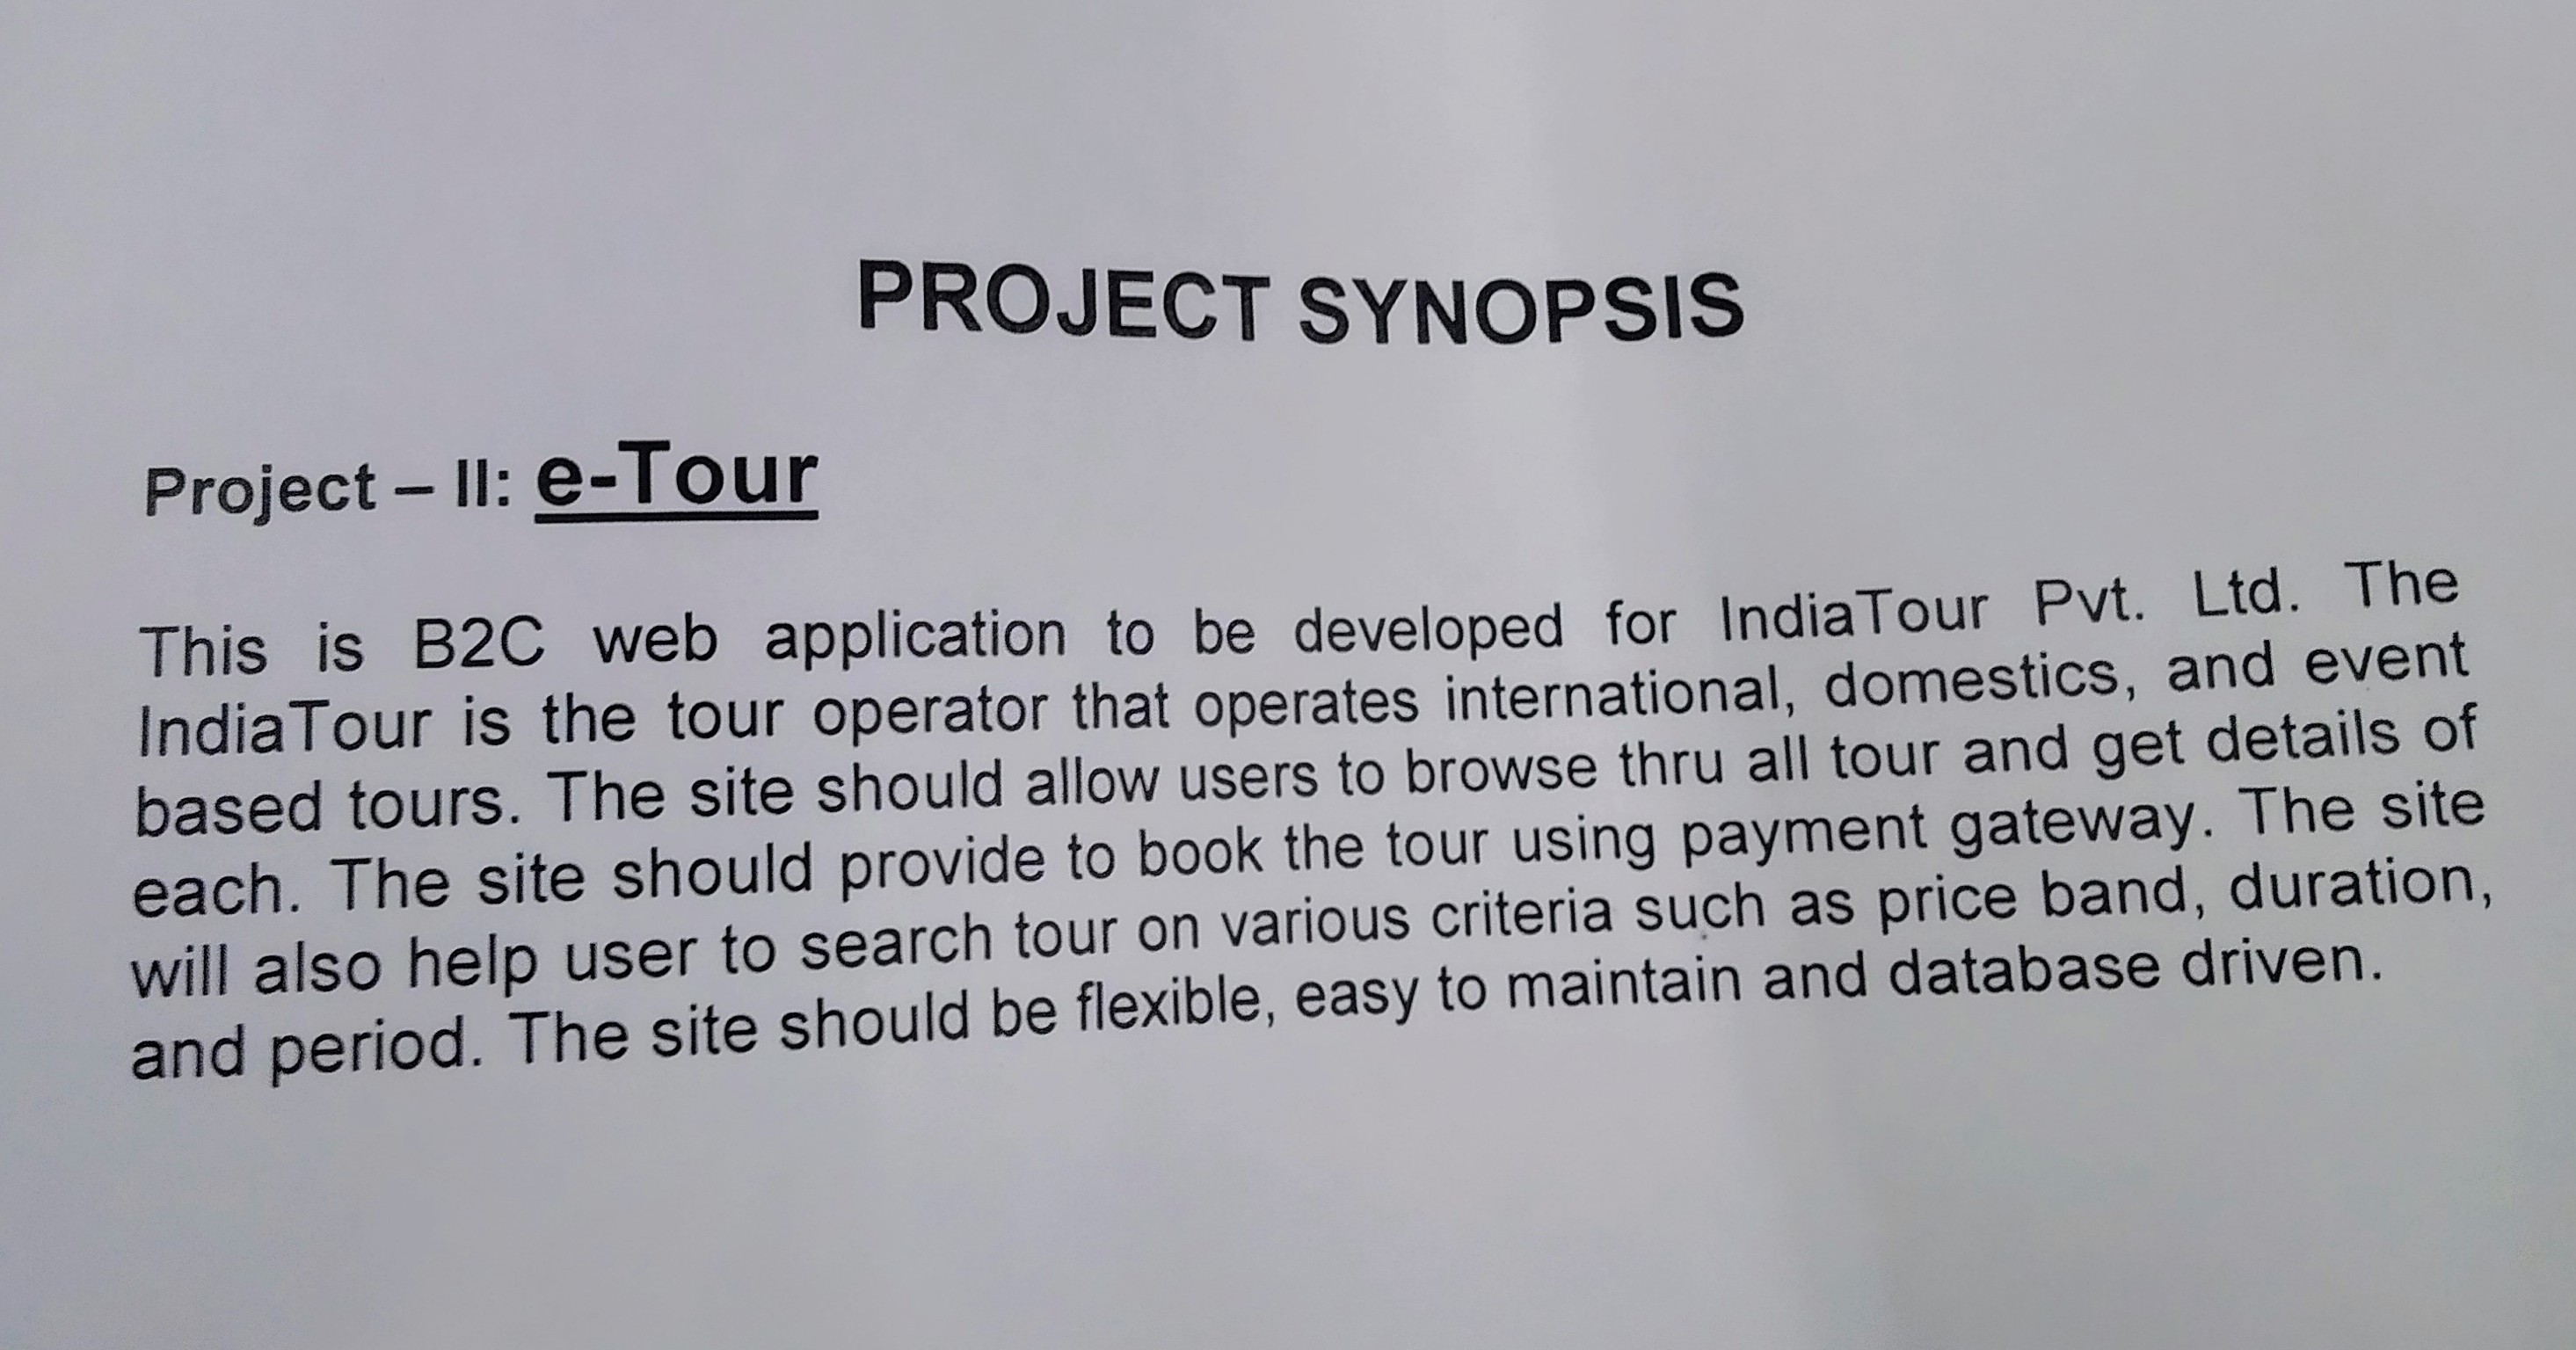 PROJECT SYNOPSIS
Project – II: e-Tour
This is B2C web application to be developed for IndiaTour Pvt. Ltd. The
IndiaTour is the tour operator that operates international, domestics, and event
based tours. The site should allow users to browse thru all tour and get details of
each. The site should provide to book the tour using payment gateway. The site
will also help user to search tour on various criteria such as price band, duration,
and period. The site should be flexible, easy to maintain and database driven.